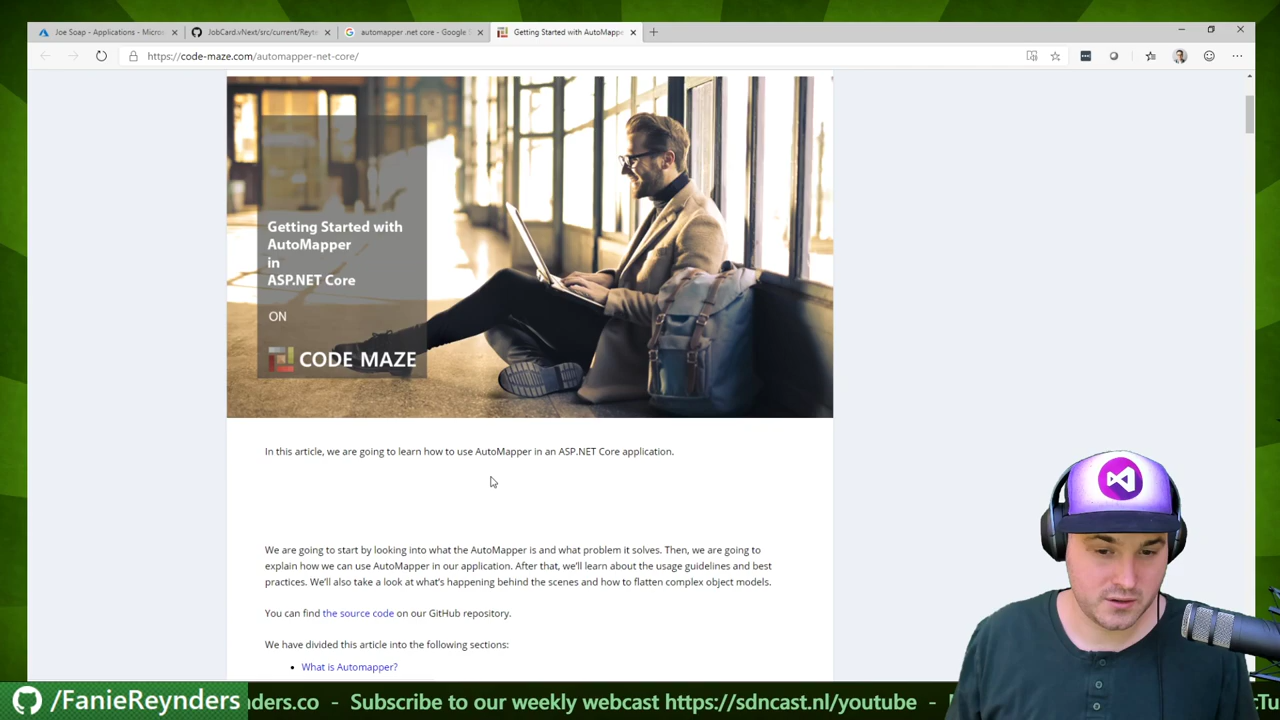 Joe Soap - Applications - Micros
JobCard.vNext/src/current/Reyte
automapper .net core - Google S
Getting Started with AutoMappe
https://code-maze.com/automapper-net-core/
Getting Started with
AutoMapper
in
ASP.NET Core
ON
CODE MAZE
In this article, we are going to learn how to use AutoMapper in an ASP.NET Core application.
We are going to start by looking into what the AutoMapper is and what problem it solves. Then, we are going to
explain how we can use AutoMapper in our application. After that, we'll learn about the usage guidelines and best
practices. We'll also take a look at what's happening behind the scenes and how to flatten complex object models.
You can find the source code on our GitHub repository.
We have divided this article into the following sections:
• What is Automapper?
/FanieReynders
nders.co - Subscribe to our weekly webcast https://sdncast.nl/youtube -